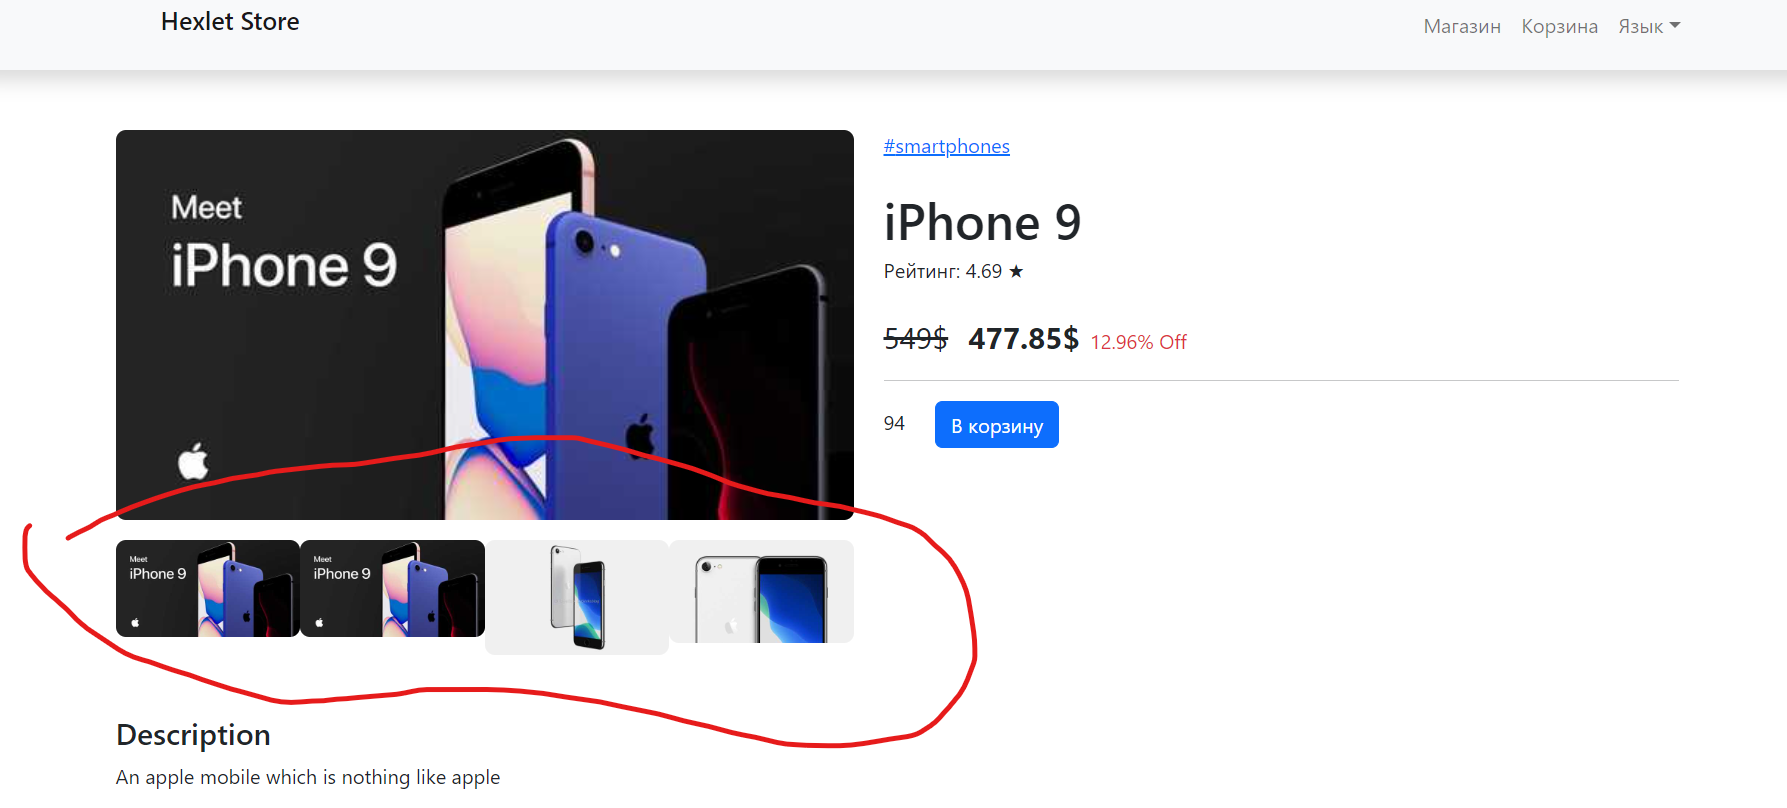 Hexlet Store
Магазин Корзина Язык
#smartphones
Meet
iPhone 9
iPhone 9
Рейтинг: 4.69 ★
549$ 477.85$ 12.96% Off
94 В корзину
Meet
iPhone 9
Meet
iPhone 9
Description
An apple mobile which is nothing like apple